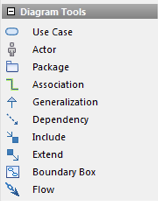 Diagram Tools
Use Case
Actor
Package
Association
Generalization
Dependency
Include
Extend
Boundary Box
Flow